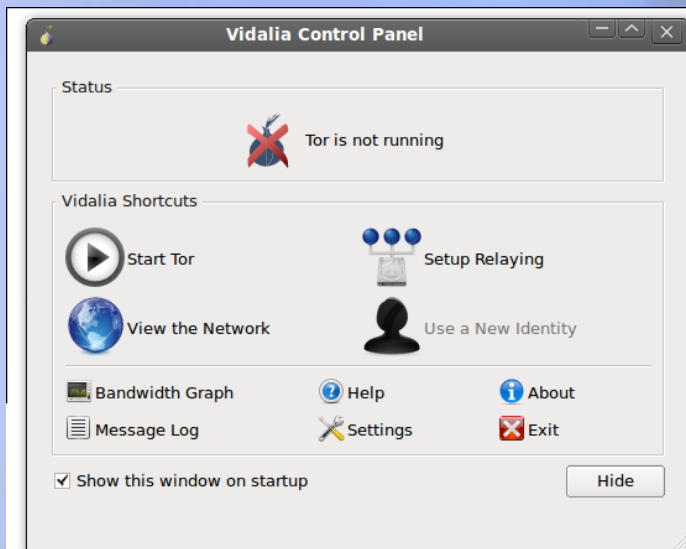 Vidalia Control Panel
Status
Tor is not running
Vidalia Shortcuts
Start Tor
Setup Relaying
View the Network
Use a New Identity
Bandwidth Graph
Help
About
Message Log
Settings
Exit
Show this window on startup
Hide